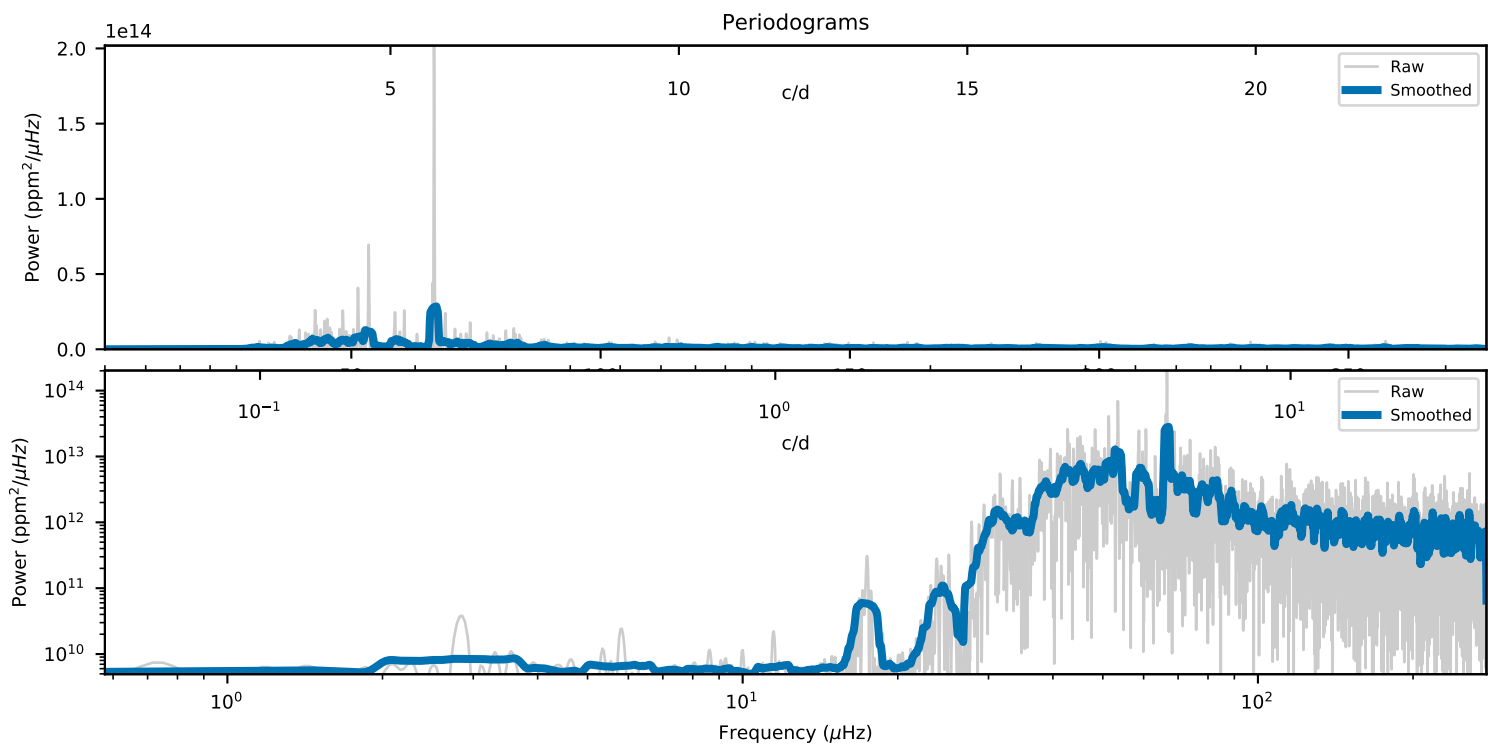 Periodograms
1e14
2.0
1.5
1.0
0.5
0.0
Power (ppm²/μHz)
5
10
15
20
c/d
Raw
Smoothed
10¹⁴
10¹³
10¹²
10¹¹
10¹⁰
Power (ppm²/μHz)
10⁻¹
10⁰
10¹
c/d
Raw
Smoothed
10⁰
10¹
10²
Frequency (μHz)